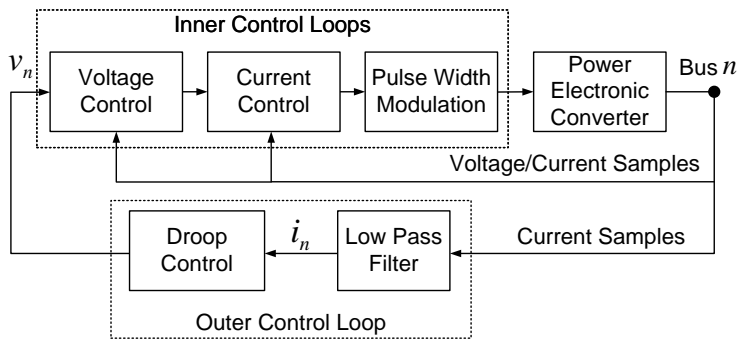 Inner Control Loops
v_n
Voltage
Control
Current
Control
Pulse Width
Modulation
Power
Electronic
Converter
Bus n
Voltage/Current Samples
Droop
Control
i_n
Low Pass
Filter
Current Samples
Outer Control Loop